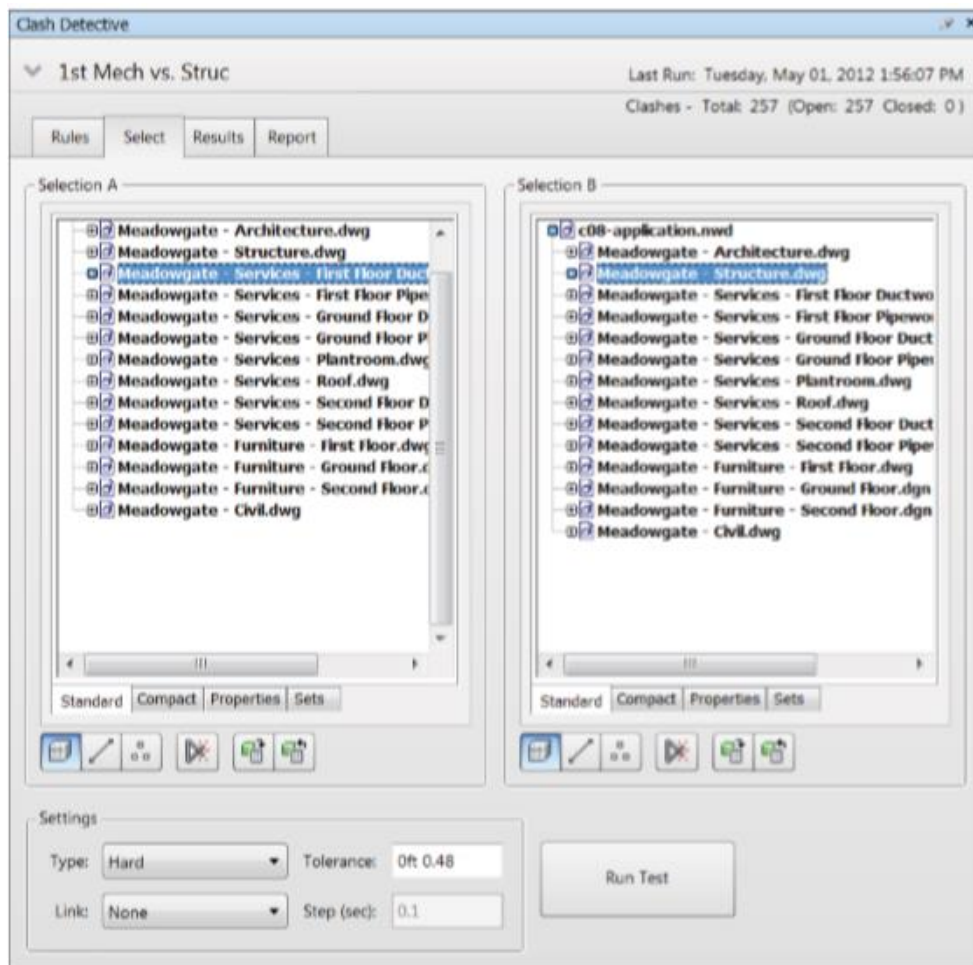 Clash Detective
1st Mech vs. Struc
Last Run: Tuesday, May 01, 2012 1:56:07 PM
Clashes - Total: 257 (Open: 257 Closed: 0 )
Rules
Select
Results
Report
Selection A
Meadowgate - Architecture.dwg
Meadowgate - Structure.dwg
Meadowgate - Services - First Floor Duct
Meadowgate - Services - First Floor Pipe
Meadowgate - Services - Ground Floor D
Meadowgate - Services - Ground Floor P
Meadowgate - Services - Plantroom.dwg
Meadowgate - Services - Roof.dwg
Meadowgate - Services - Second Floor D
Meadowgate - Services - Second Floor P
Meadowgate - Furniture - First Floor.dwg
Meadowgate - Furniture - Ground Floor.d
Meadowgate - Furniture - Second Floor.d
Meadowgate - Civil.dwg
Standard
Compact
Properties
Sets
Selection B
c08-application.nwd
Meadowgate - Architecture.dwg
Meadowgate - Structure.dwg
Meadowgate - Services - First Floor Ductwo
Meadowgate - Services - First Floor Pipewor
Meadowgate - Services - Ground Floor Duct
Meadowgate - Services - Ground Floor Pipew
Meadowgate - Services - Plantroom.dwg
Meadowgate - Services - Roof.dwg
Meadowgate - Services - Second Floor Duct
Meadowgate - Services - Second Floor Pipe
Meadowgate - Furniture - First Floor.dwg
Meadowgate - Furniture - Ground Floor.dgn
Meadowgate - Furniture - Second Floor.dgn
Meadowgate - Civil.dwg
Standard
Compact
Properties
Sets
Settings
Type: Hard
Tolerance: 0ft 0.48
Link: None
Step (sec): 0.1
Run Test